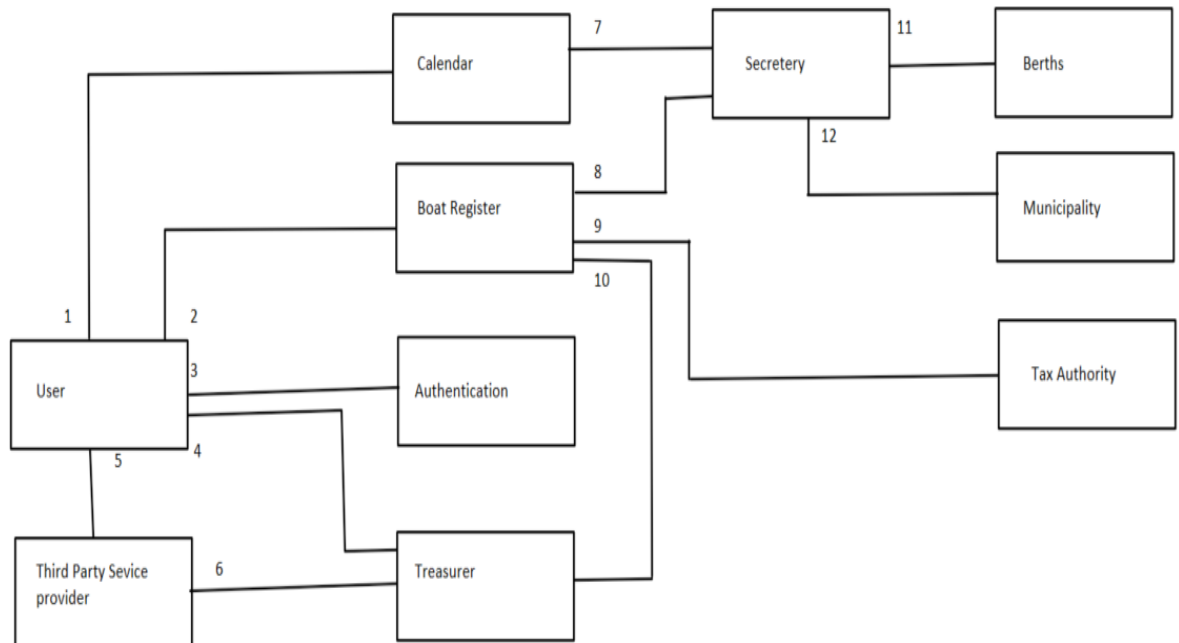 7
11
Calendar
Secretery
Berths
12
8
Boat Register
Municipality
9
10
1
2
3
User
Authentication
Tax Authority
4
5
Third Party Sevice
provider
6
Treasurer